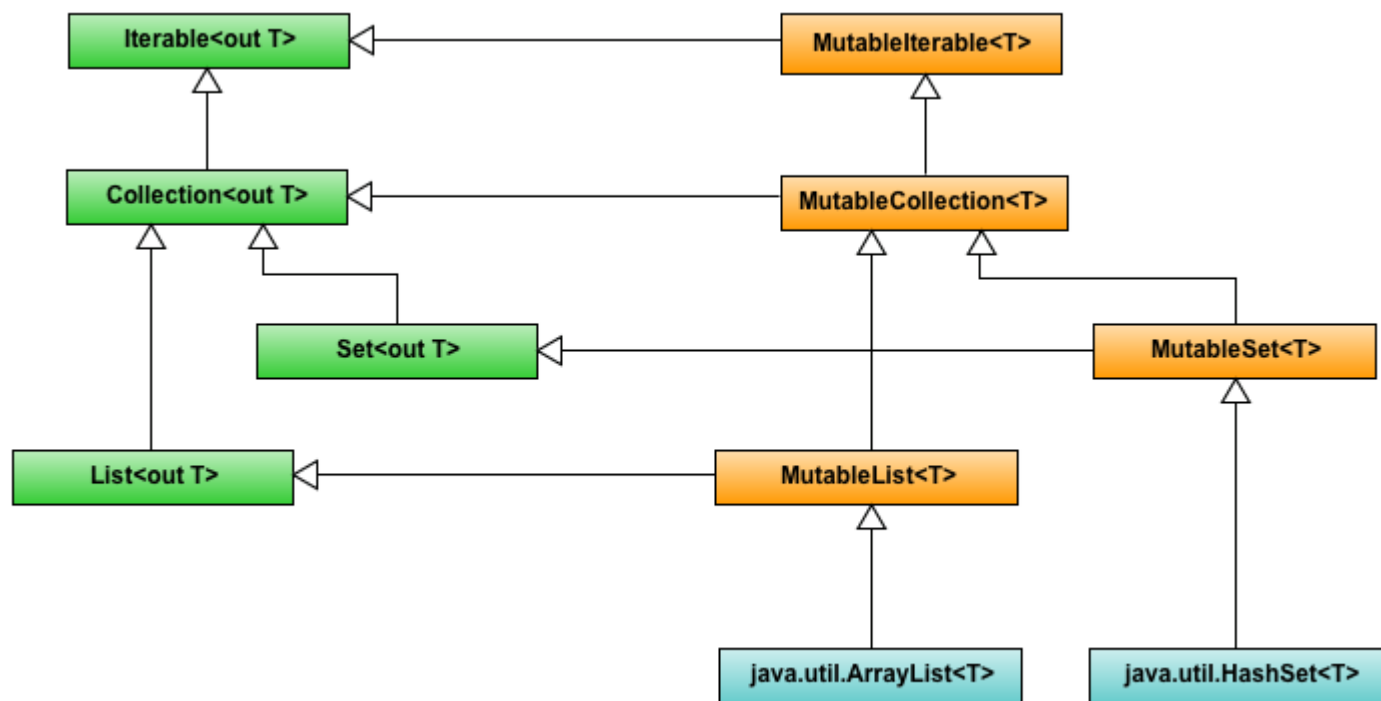 Iterable<out T>
MutableIterable<T>
Collection<out T>
MutableCollection<T>
Set<out T>
MutableSet<T>
List<out T>
MutableList<T>
java.util.ArrayList<T>
java.util.HashSet<T>